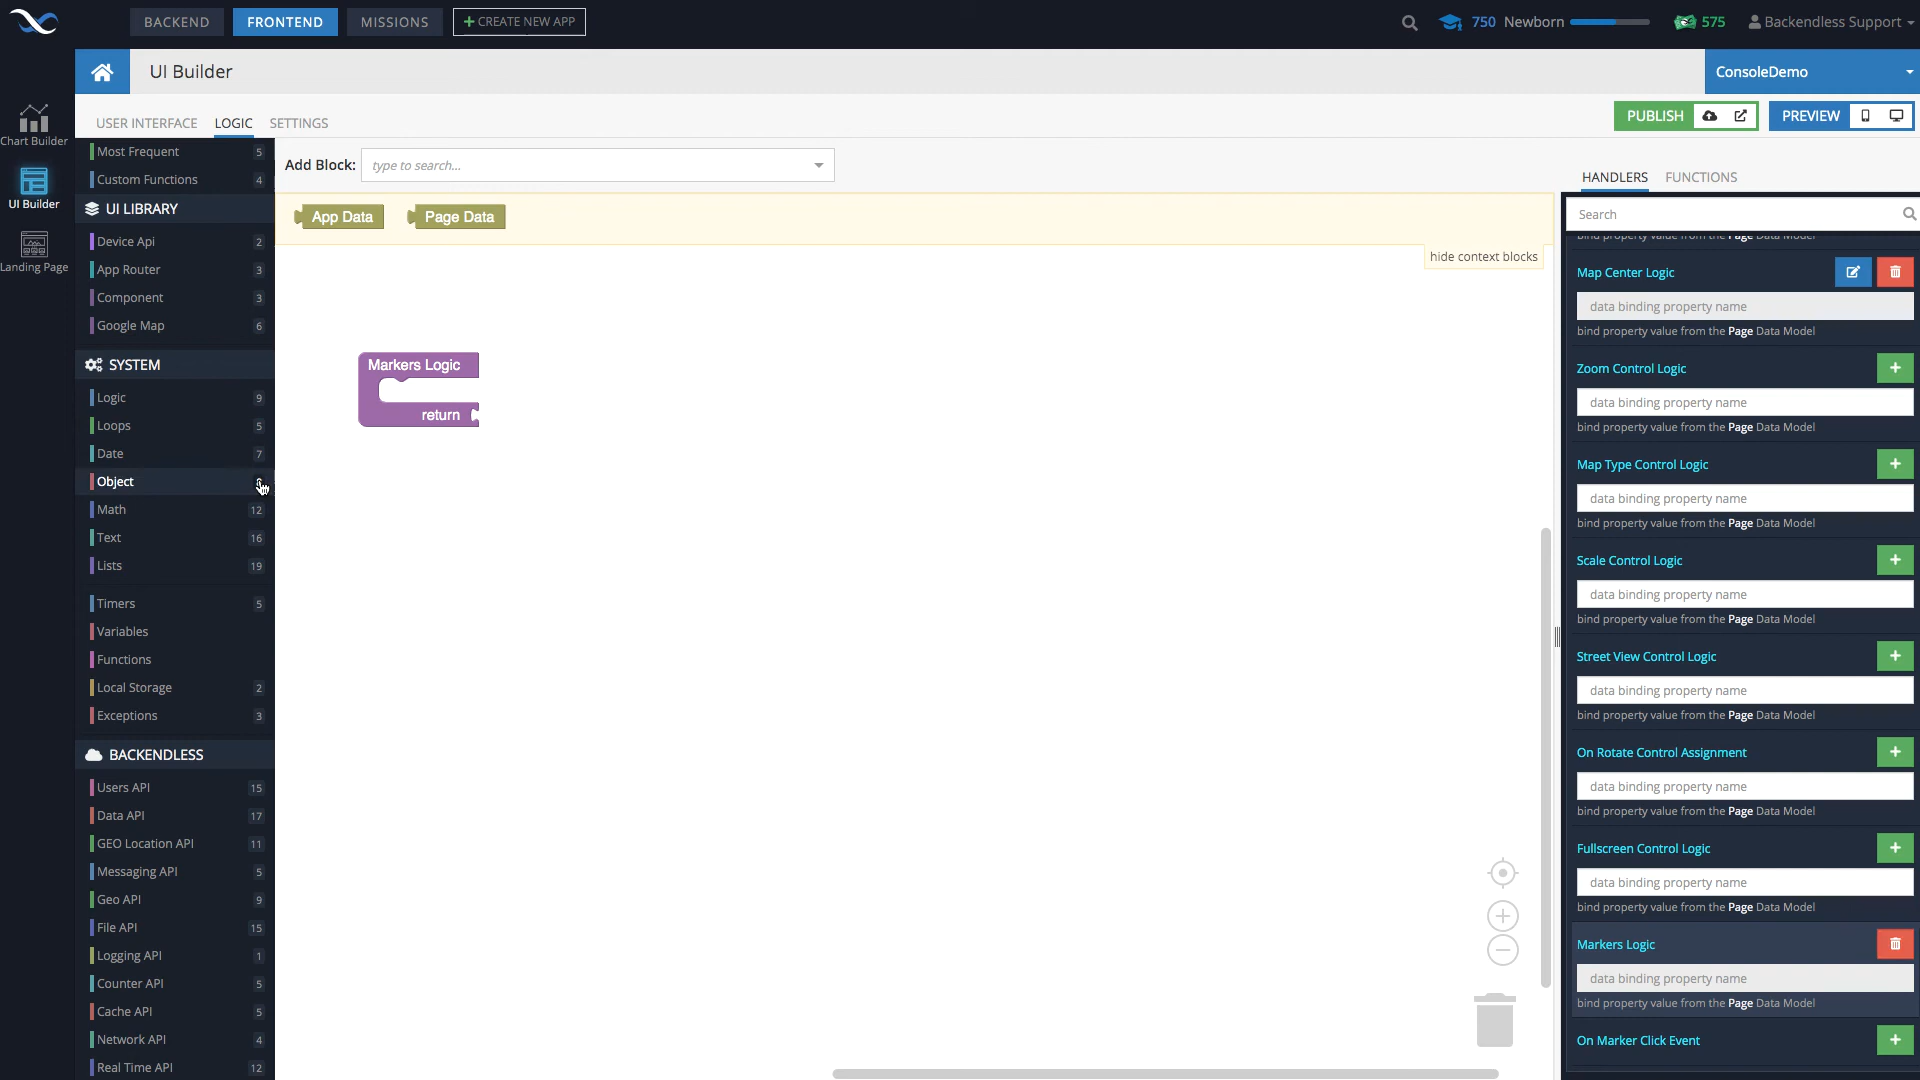 BACKEND
FRONTEND
MISSIONS
CREATE NEW APP
750 Newborn
575
Backendless Support
UI Builder
ConsoleDemo
Chart Builder
UI Builder
Landing Page
USER INTERFACE
LOGIC
SETTINGS
PUBLISH
PREVIEW
Most Frequent 5
Custom Functions 4
UI LIBRARY
Device Api 2
App Router 3
Component 3
Google Map 6
SYSTEM
Logic 9
Loops 5
Date 7
Object
Math 12
Text 16
Lists 19
Timers 5
Variables
Functions
Local Storage 2
Exceptions 3
BACKENDLESS
Users API 15
Data API 17
GEO Location API 11
Messaging API 5
Geo API 9
File API 15
Logging API 1
Counter API 5
Cache API 5
Network API 4
Real Time API 12
Add Block:
type to search...
App Data
Page Data
hide context blocks
Markers Logic
return
HANDLERS
FUNCTIONS
Search
bind property value from the Page Data Model
Map Center Logic
data binding property name
bind property value from the Page Data Model
Zoom Control Logic
data binding property name
bind property value from the Page Data Model
Map Type Control Logic
data binding property name
bind property value from the Page Data Model
Scale Control Logic
data binding property name
bind property value from the Page Data Model
Street View Control Logic
data binding property name
bind property value from the Page Data Model
On Rotate Control Assignment
data binding property name
bind property value from the Page Data Model
Fullscreen Control Logic
data binding property name
bind property value from the Page Data Model
Markers Logic
data binding property name
bind property value from the Page Data Model
On Marker Click Event